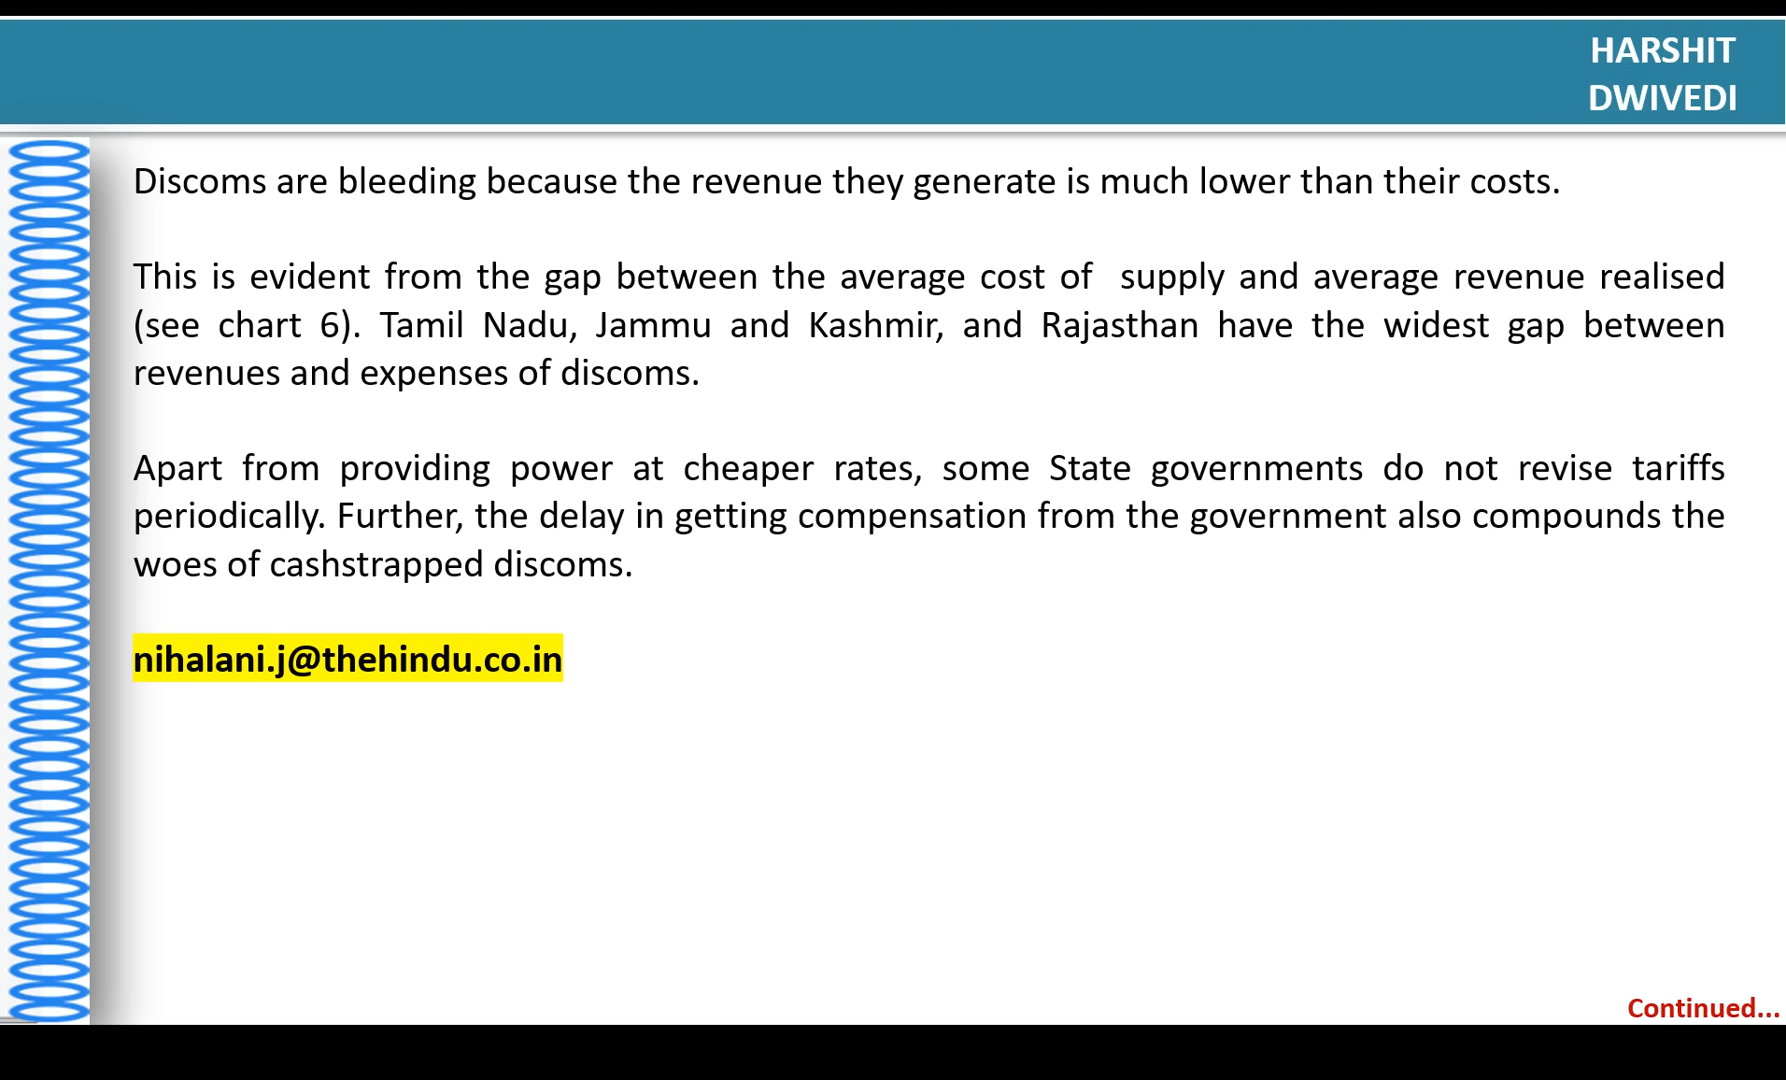 HARSHIT
DWIVEDI
Discoms are bleeding because the revenue they generate is much lower than their costs.
This is evident from the gap between the average cost of supply and average revenue realised
(see chart 6). Tamil Nadu, Jammu and Kashmir, and Rajasthan have the widest gap between
revenues and expenses of discoms.
Apart from providing power at cheaper rates, some State governments do not revise tariffs
periodically. Further, the delay in getting compensation from the government also compounds the
woes of cashstrapped discoms.
nihalani.j@thehindu.co.in
Continued...